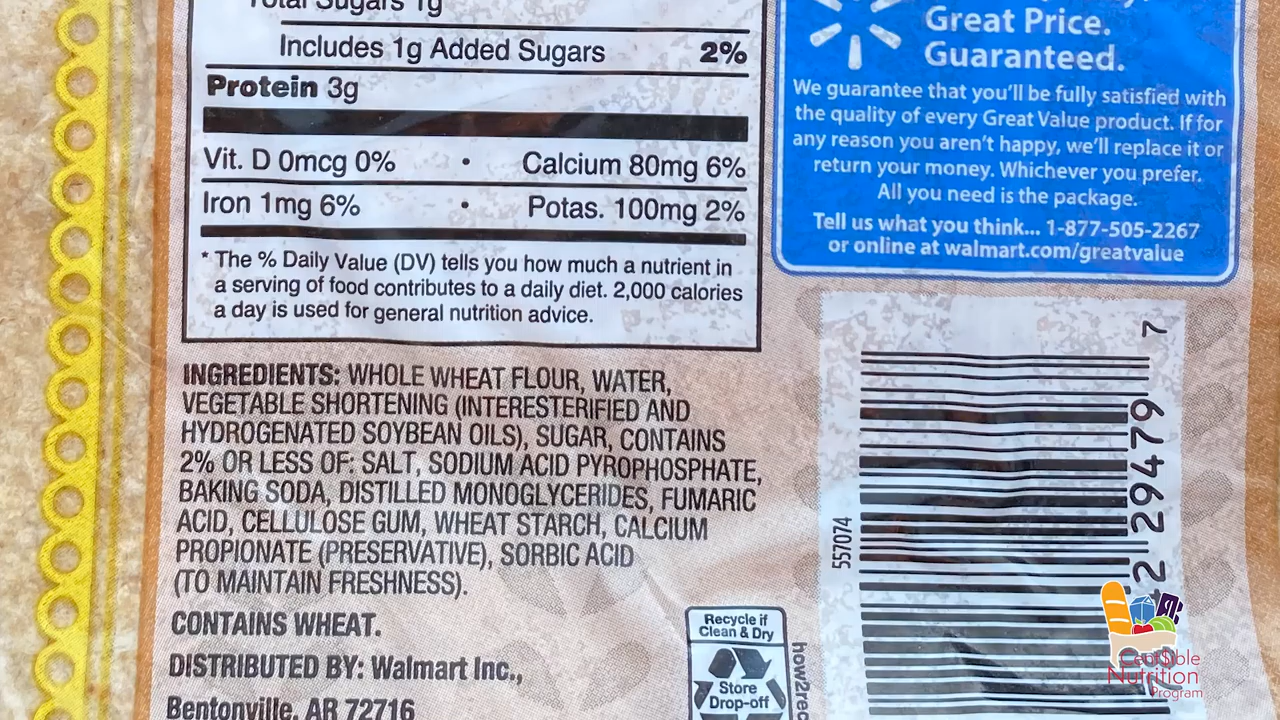 Total Sugars 1g
Includes 1g Added Sugars 2%
Protein 3g
Vit. D 0mcg 0% • Calcium 80mg 6%
Iron 1mg 6% • Potas. 100mg 2%
* The % Daily Value (DV) tells you how much a nutrient in
a serving of food contributes to a daily diet. 2,000 calories
a day is used for general nutrition advice.
INGREDIENTS: WHOLE WHEAT FLOUR, WATER,
VEGETABLE SHORTENING (INTERESTERIFIED AND
HYDROGENATED SOYBEAN OILS), SUGAR, CONTAINS
2% OR LESS OF: SALT, SODIUM ACID PYROPHOSPHATE,
BAKING SODA, DISTILLED MONOGLYCERIDES, FUMARIC
ACID, CELLULOSE GUM, WHEAT STARCH, CALCIUM
PROPIONATE (PRESERVATIVE), SORBIC ACID
(TO MAINTAIN FRESHNESS).
CONTAINS WHEAT.
DISTRIBUTED BY: Walmart Inc.,
Bentonville, AR 72716
Great Price.
Guaranteed.
We guarantee that you'll be fully satisfied with
the quality of every Great Value product. If for
any reason you aren't happy, we'll replace it or
return your money. Whichever you prefer.
All you need is the package.
Tell us what you think... 1-877-505-2267
or online at walmart.com/greatvalue
557074
2 29479 7
Recycle if
Clean & Dry
Store
Drop-off
how2rec
Cent$ible
Nutrition
Program